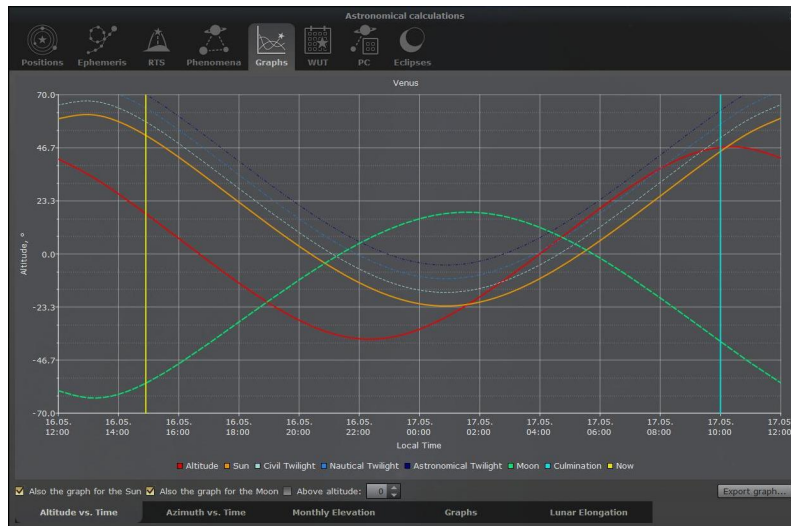 Astronomical calculations
Positions Ephemeris RTS Phenomena Graphs WUT PC Eclipses
Venus
70.0
46.7
23.3
0.0
-23.3
-46.7
-70.0
Altitude, °
16.05. 16.05. 16.05. 16.05. 16.05. 17.05. 17.05. 17.05. 17.05. 17.05. 17.05. 17.05. 17.05
12:00 14:00 16:00 18:00 20:00 22:00 00:00 02:00 04:00 06:00 08:00 10:00 12:00
Local Time
Altitude Sun Civil Twilight Nautical Twilight Astronomical Twilight Moon Culmination Now
Also the graph for the Sun Also the graph for the Moon Above altitude: 0 Export graph...
Altitude vs. Time Azimuth vs. Time Monthly Elevation Graphs Lunar Elongation